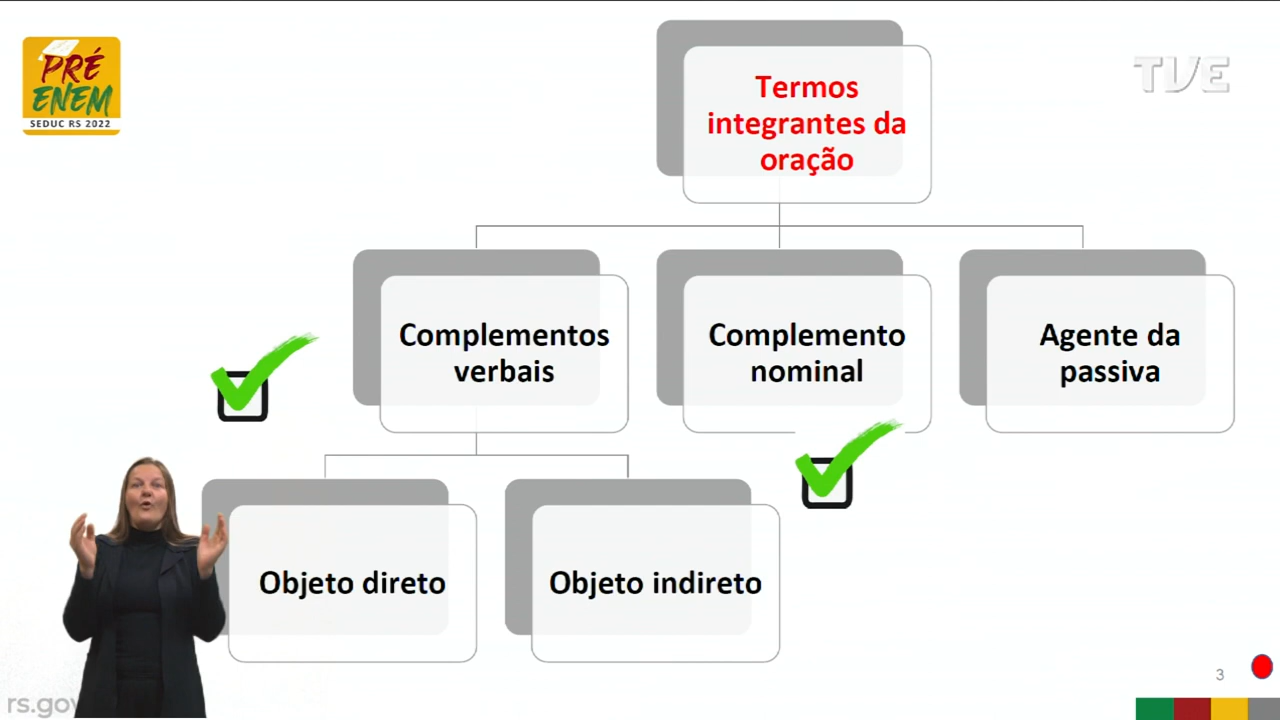 PRÉ
ENEM
SEDUC RS 2022
TVE
Termos
integrantes da
oração
Complementos
verbais
Complemento
nominal
Agente da
passiva
Objeto direto
Objeto indireto
3
rs.gov